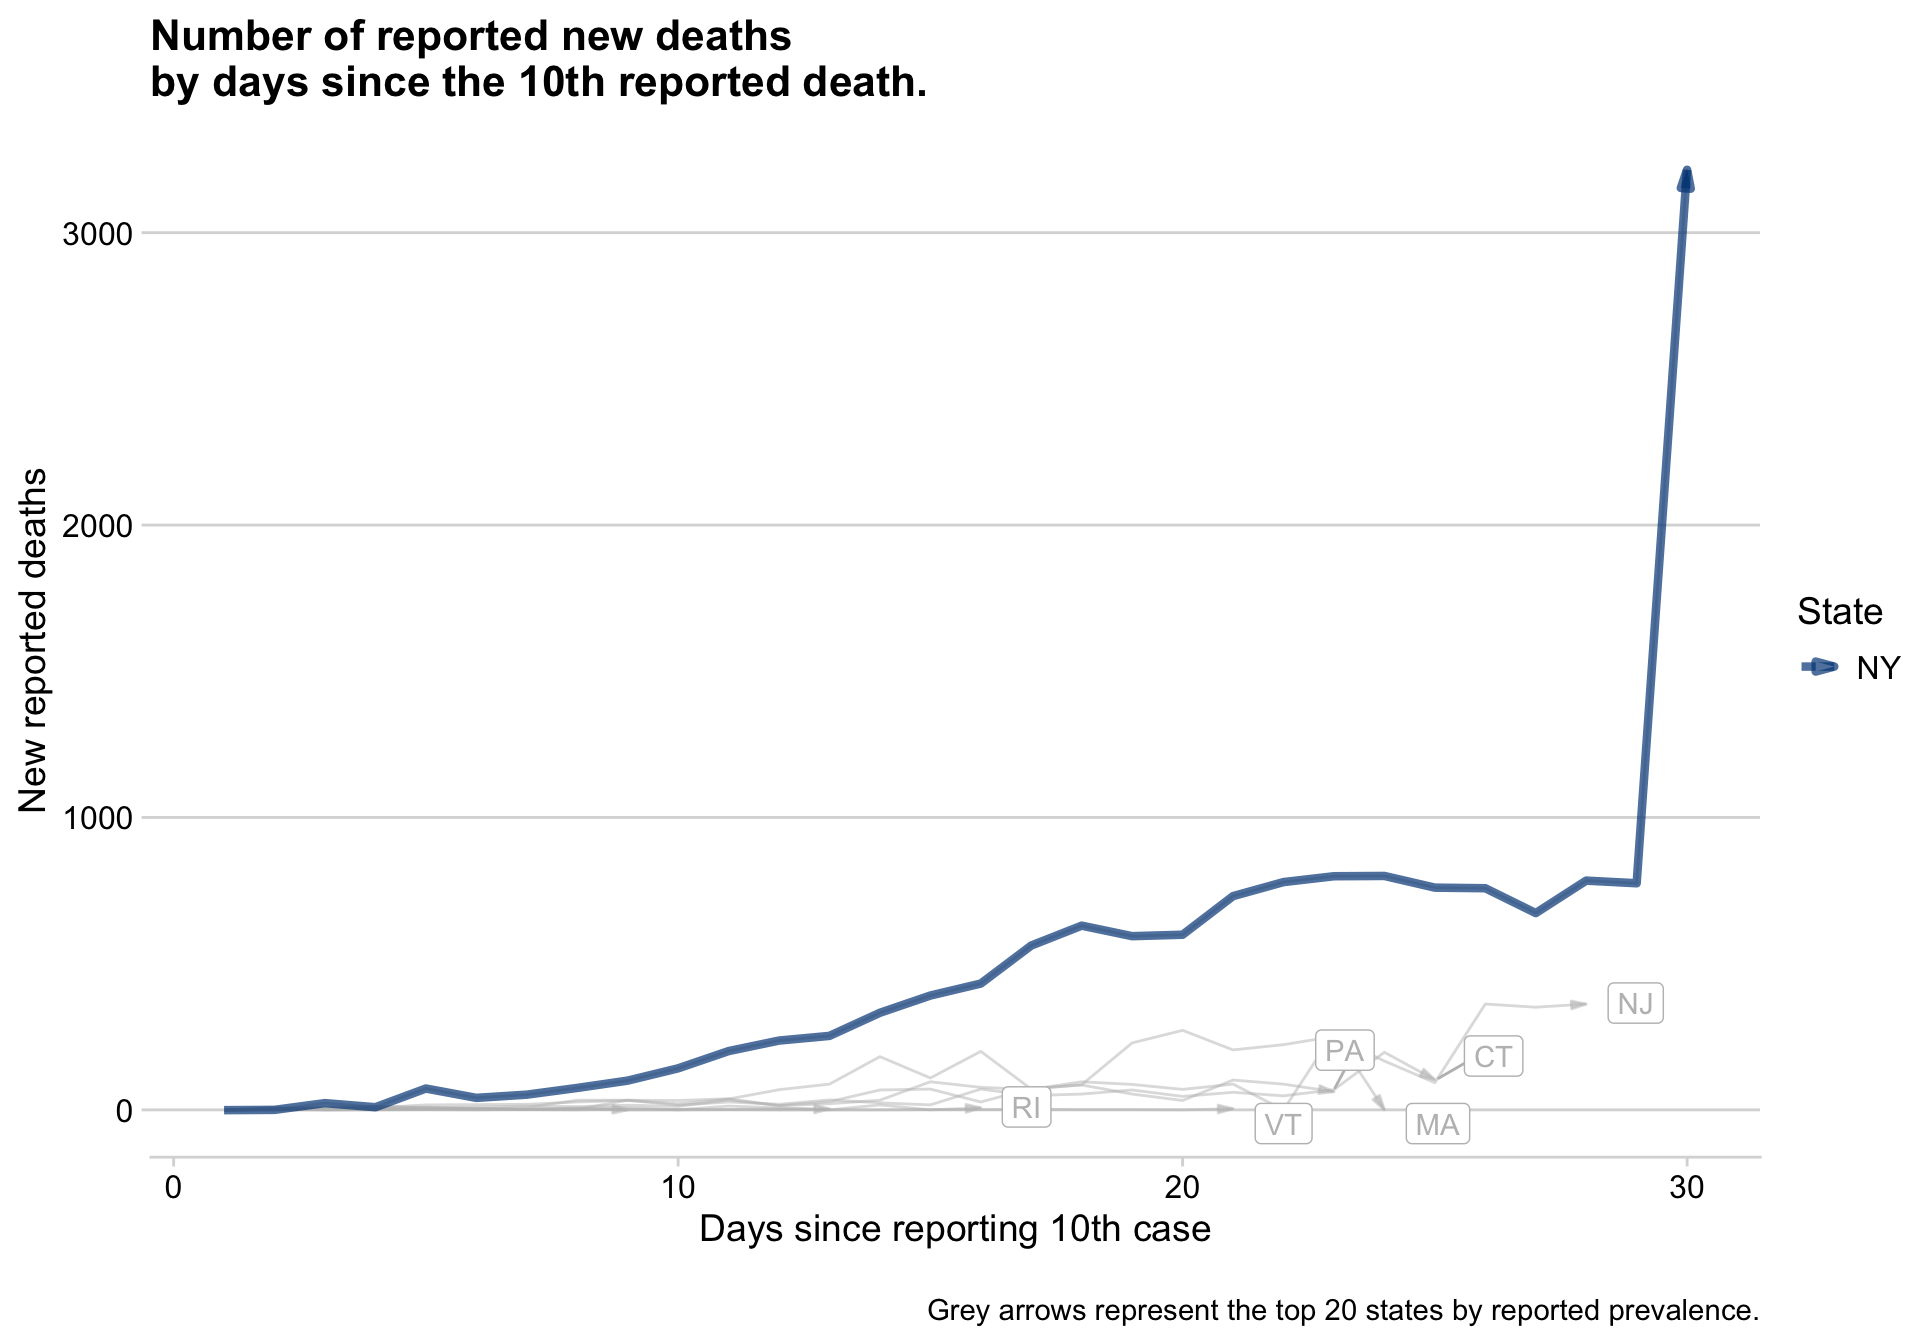 Number of reported new deaths
by days since the 10th reported death.
New reported deaths
3000
2000
1000
0
0 10 20 30
Days since reporting 10th case
NJ
PA
CT
RI
VT
MA
State
NY
Grey arrows represent the top 20 states by reported prevalence.